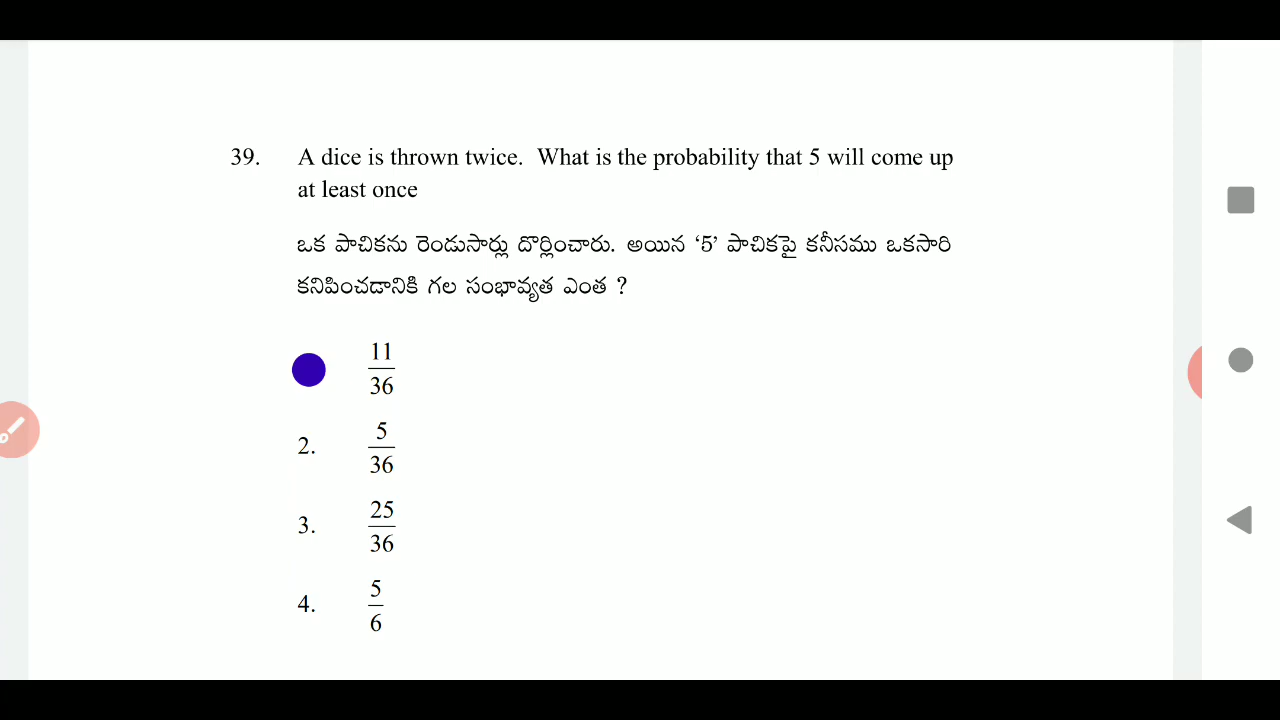 39. A dice is thrown twice. What is the probability that 5 will come up
at least once
ఒక పాచికను రెండుసార్లు దొర్లించారు. అయిన ‘5’ పాచికపై కనీసము ఒకసారి
కనిపించడానికి గల సంభావ్యత ఎంత ?
11
36
2. 5
36
3. 25
36
4. 5
6